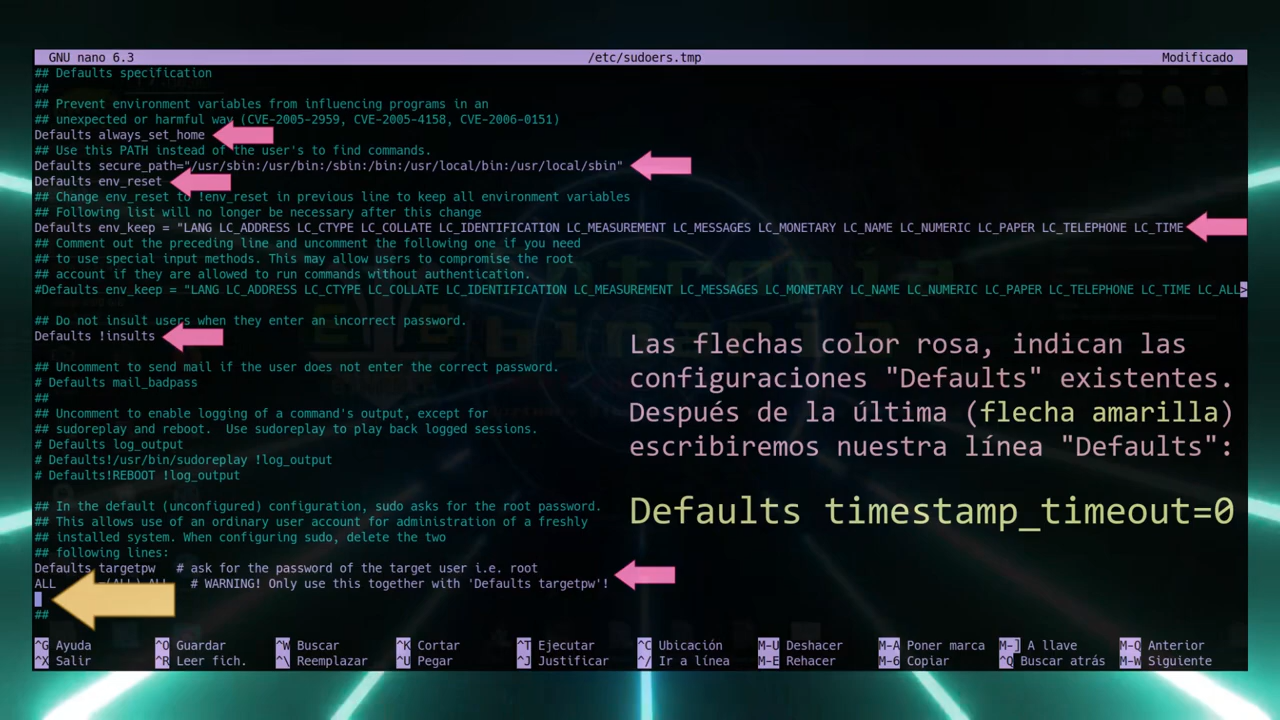 GNU nano 6.3 /etc/sudoers.tmp Modificado
## Defaults specification
##
## Prevent environment variables from influencing programs in an
## unexpected or harmful way (CVE-2005-2959, CVE-2005-4158, CVE-2006-0151)
Defaults always_set_home
## Use this PATH instead of the user's to find commands.
Defaults secure_path="/usr/sbin:/usr/bin:/sbin:/bin:/usr/local/bin:/usr/local/sbin"
Defaults env_reset
## Change env_reset to !env_reset in previous line to keep all environment variables
## Following list will no longer be necessary after this change
Defaults env_keep = "LANG LC_ADDRESS LC_CTYPE LC_COLLATE LC_IDENTIFICATION LC_MEASUREMENT LC_MESSAGES LC_MONETARY LC_NAME LC_NUMERIC LC_PAPER LC_TELEPHONE LC_TIME
## Comment out the preceding line and uncomment the following one if you need
## to use special input methods. This may allow users to compromise the root
## account if they are allowed to run commands without authentication.
#Defaults env_keep = "LANG LC_ADDRESS LC_CTYPE LC_COLLATE LC_IDENTIFICATION LC_MEASUREMENT LC_MESSAGES LC_MONETARY LC_NAME LC_NUMERIC LC_PAPER LC_TELEPHONE LC_TIME LC_ALL>
## Do not insult users when they enter an incorrect password.
Defaults !insults
## Uncomment to send mail if the user does not enter the correct password.
# Defaults mail_badpass
##
## Uncomment to enable logging of a command's output, except for
## sudoreplay and reboot.  Use sudoreplay to play back logged sessions.
# Defaults log_output
# Defaults!/usr/bin/sudoreplay !log_output
# Defaults!REBOOT !log_output
## In the default (unconfigured) configuration, sudo asks for the root password.
## This allows use of an ordinary user account for administration of a freshly
## installed system. When configuring sudo, delete the two
## following lines:
Defaults targetpw   # ask for the password of the target user i.e. root
ALL   # WARNING! Only use this together with 'Defaults targetpw'!
##
Las flechas color rosa, indican las
configuraciones "Defaults" existentes.
Después de la última (flecha amarilla)
escribiremos nuestra línea "Defaults":
Defaults timestamp_timeout=0
^G Ayuda ^O Guardar ^W Buscar ^K Cortar ^T Ejecutar ^C Ubicación M-U Deshacer M-A Poner marca M-] A llave M-Q Anterior
^X Salir ^R Leer fich. ^\ Reemplazar ^U Pegar ^J Justificar ^/ Ir a línea M-E Rehacer M-6 Copiar ^Q Buscar atrás M-W Siguiente